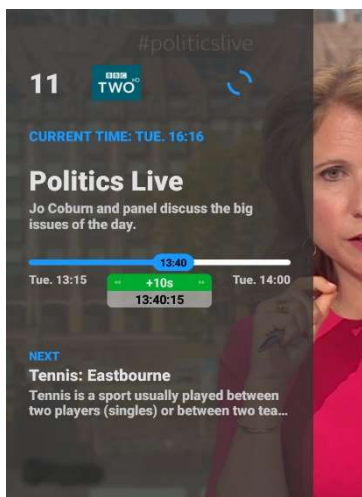 #politicslive
11 BBC TWO HD
CURRENT TIME: TUE. 16:16
Politics Live
Jo Coburn and panel discuss the big
issues of the day.
13:40
Tue. 13:15 +10s Tue. 14:00
13:40:15
NEXT
Tennis: Eastbourne
Tennis is a sport usually played between
two players (singles) or between two tea...